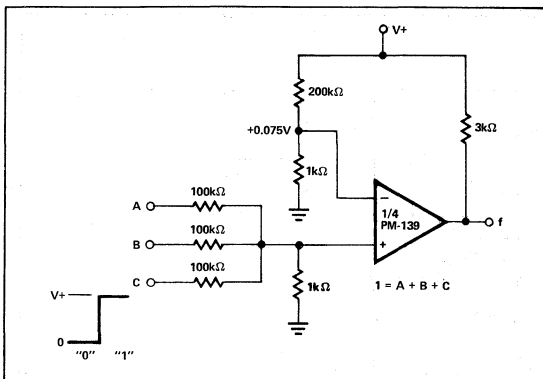 V+
200kΩ
3kΩ
+0.075V
1kΩ
100kΩ
A
−
1/4
PM-139
f
100kΩ
B
+
100kΩ
C
1kΩ
1 = A + B + C
V+
0
"0" "1"